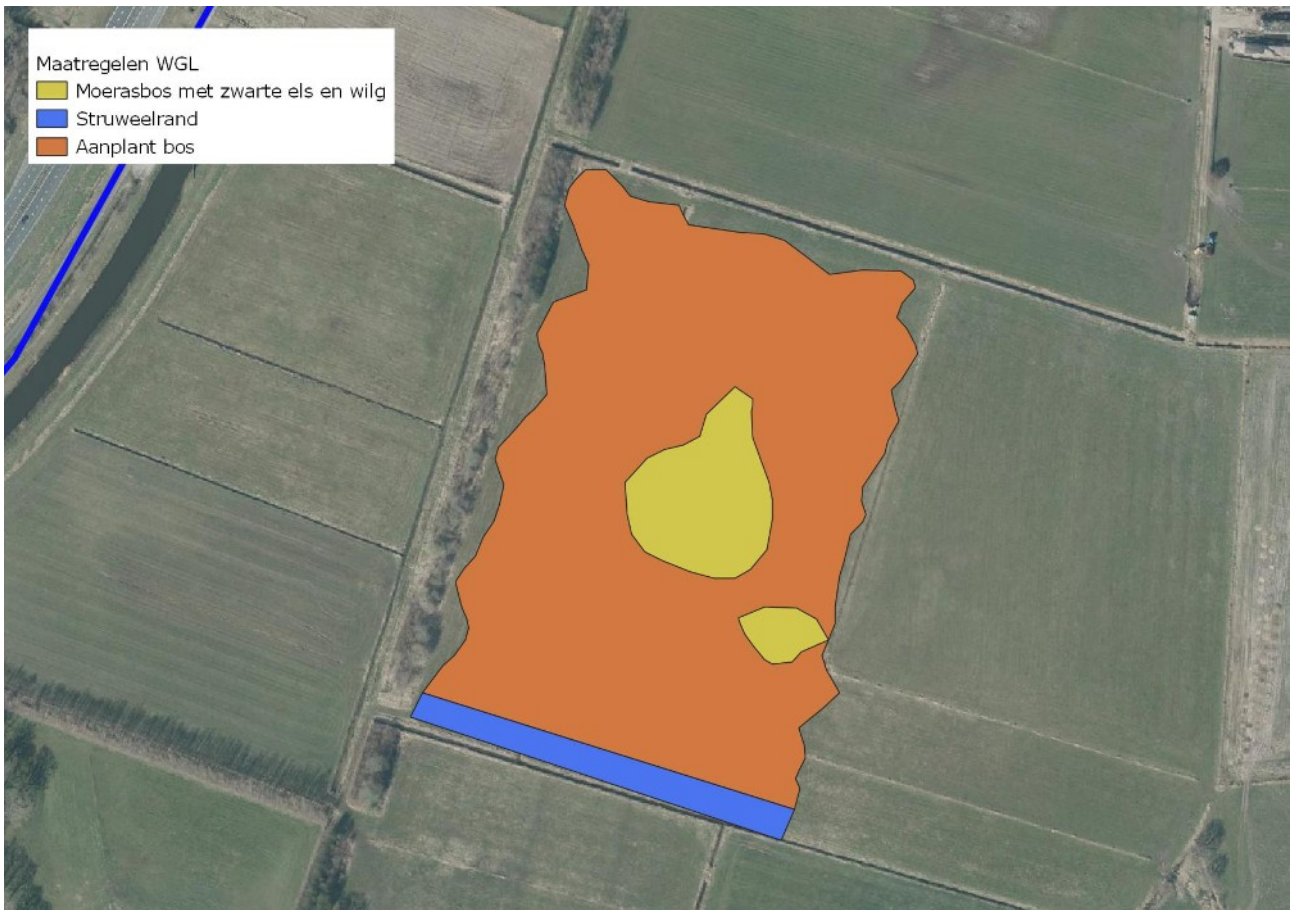 Maatregelen WGL
Moerasbos met zwarte els en wilg
Struweelrand
Aanplant bos